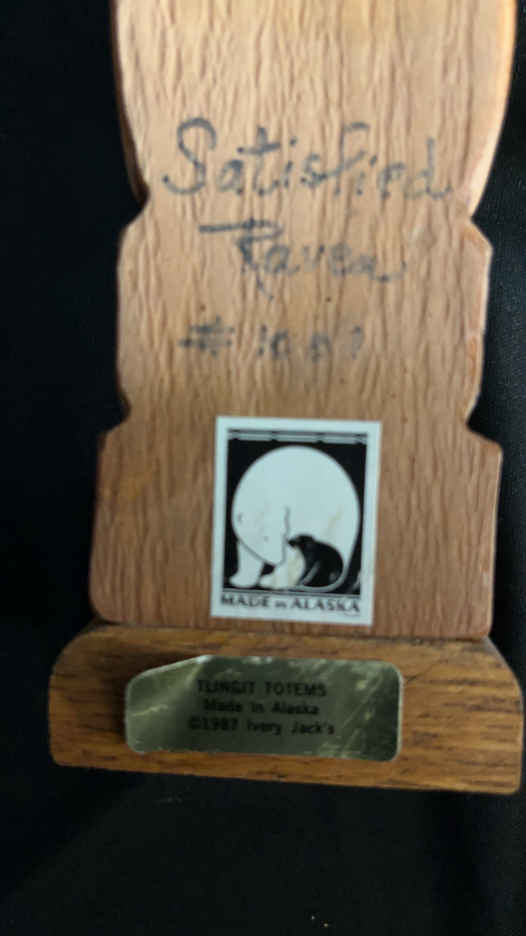 Satisfied
Raven
MADE IN ALASKA
TLINGIT TOTEMS
Made in Alaska
©1987 Ivory Jack's